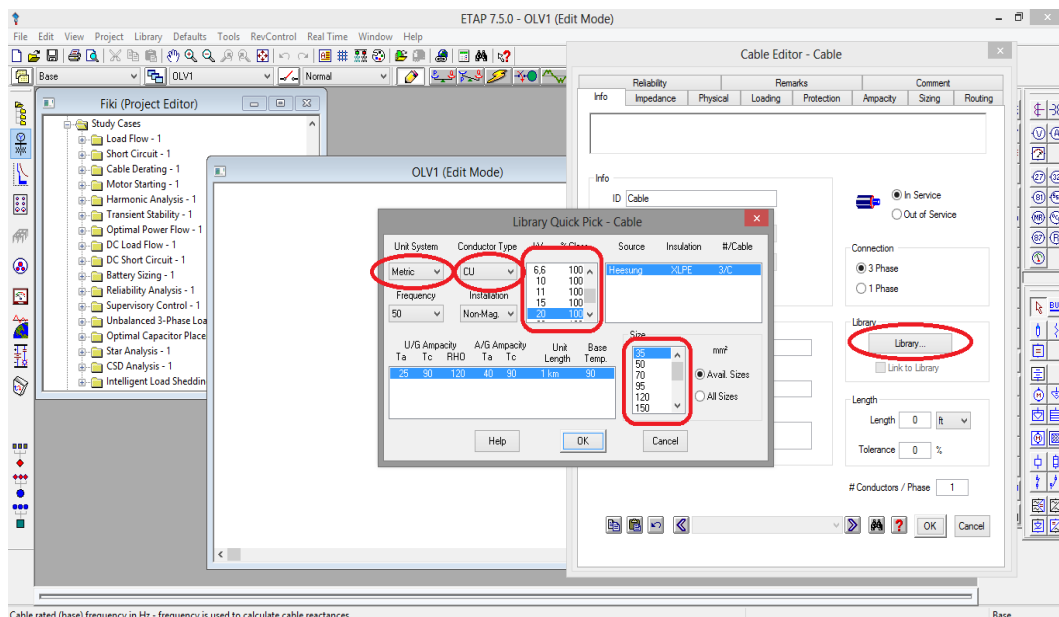 ETAP 7.5.0 - OLV1 (Edit Mode)
File Edit View Project Library Defaults Tools RevControl Real Time Window Help
Base OLV1 Normal
Fiki (Project Editor)
Study Cases
Load Flow - 1
Short Circuit - 1
Cable Derating - 1
Motor Starting - 1
Harmonic Analysis - 1
Transient Stability - 1
Optimal Power Flow - 1
DC Load Flow - 1
DC Short Circuit - 1
Battery Sizing - 1
Reliability Analysis - 1
Supervisory Control - 1
Unbalanced 3-Phase Loa
Optimal Capacitor Place
Star Analysis - 1
CSD Analysis - 1
Intelligent Load Sheddin
OLV1 (Edit Mode)
Cable Editor - Cable
Reliability Remarks Comment
Info Impedance Physical Loading Protection Ampacity Sizing Routing
Info
ID Cable
In Service
Out of Service
Connection
3 Phase
1 Phase
Library
Library...
Link to Library
Length
Length 0 ft
Tolerance 0 %
# Conductors / Phase 1
OK Cancel
Library Quick Pick - Cable
Unit System Conductor Type kV % Class Source Insulation #/Cable
Metric CU
6,6 100
10 100
11 100
15 100
20 100
Heesung XLPE 3/C
Frequency Installation
50 Non-Mag.
U/G Ampacity A/G Ampacity Unit Base
Ta Tc RHO Ta Tc Length Temp.
25 90 120 40 90 1 km 90
Size
35
50
70
95
120
150
mm²
Avail. Sizes
All Sizes
Help OK Cancel
Cable rated (base) frequency in Hz - frequency is used to calculate cable reactances
Base